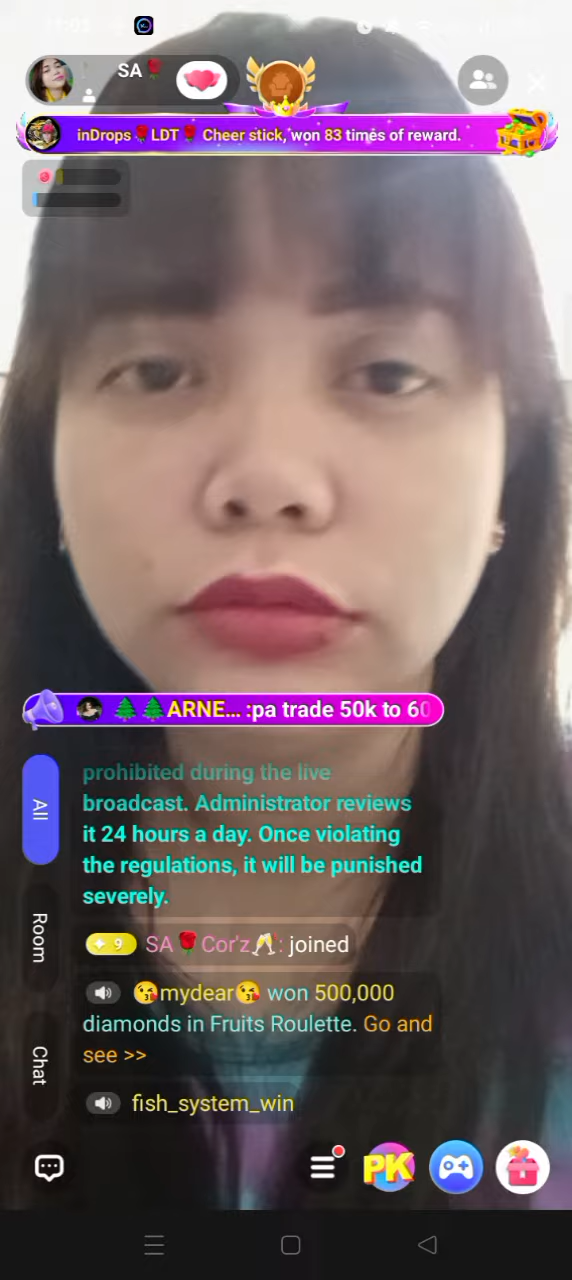 SA🌹
inDrops🌹LDT🌹 Cheer stick, won 83 times of reward.
🌲🌲ARNE... :pa trade 50k to 60
prohibited during the live
broadcast. Administrator reviews
it 24 hours a day. Once violating
the regulations, it will be punished
severely.
9 SA🌹Cor'z🥂: joined
😘mydear😘 won 500,000
diamonds in Fruits Roulette. Go and
see >>
fish_system_win
All
Room
Chat
PK